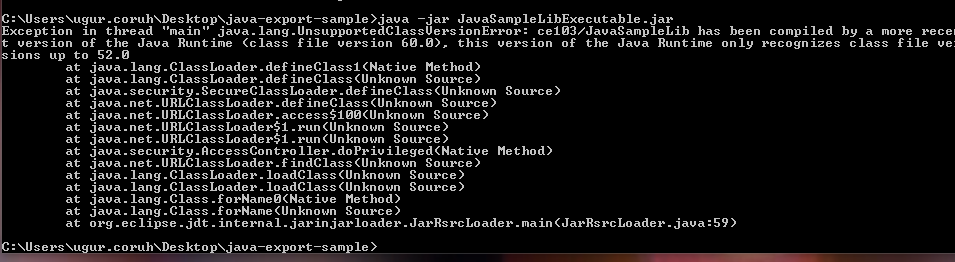 C:\Users\ugur.coruh\Desktop\java-export-sample>java -jar JavaSampleLibExecutable.jar
Exception in thread "main" java.lang.UnsupportedClassVersionError: ce103/JavaSampleLib has been compiled by a more recen
t version of the Java Runtime (class file version 60.0), this version of the Java Runtime only recognizes class file ver
sions up to 52.0
        at java.lang.ClassLoader.defineClass1(Native Method)
        at java.lang.ClassLoader.defineClass(Unknown Source)
        at java.security.SecureClassLoader.defineClass(Unknown Source)
        at java.net.URLClassLoader.defineClass(Unknown Source)
        at java.net.URLClassLoader.access$100(Unknown Source)
        at java.net.URLClassLoader$1.run(Unknown Source)
        at java.net.URLClassLoader$1.run(Unknown Source)
        at java.security.AccessController.doPrivileged(Native Method)
        at java.net.URLClassLoader.findClass(Unknown Source)
        at java.lang.ClassLoader.loadClass(Unknown Source)
        at java.lang.ClassLoader.loadClass(Unknown Source)
        at java.lang.Class.forName0(Native Method)
        at java.lang.Class.forName(Unknown Source)
        at org.eclipse.jdt.internal.jarinjarloader.JarRsrcLoader.main(JarRsrcLoader.java:59)
C:\Users\ugur.coruh\Desktop\java-export-sample>